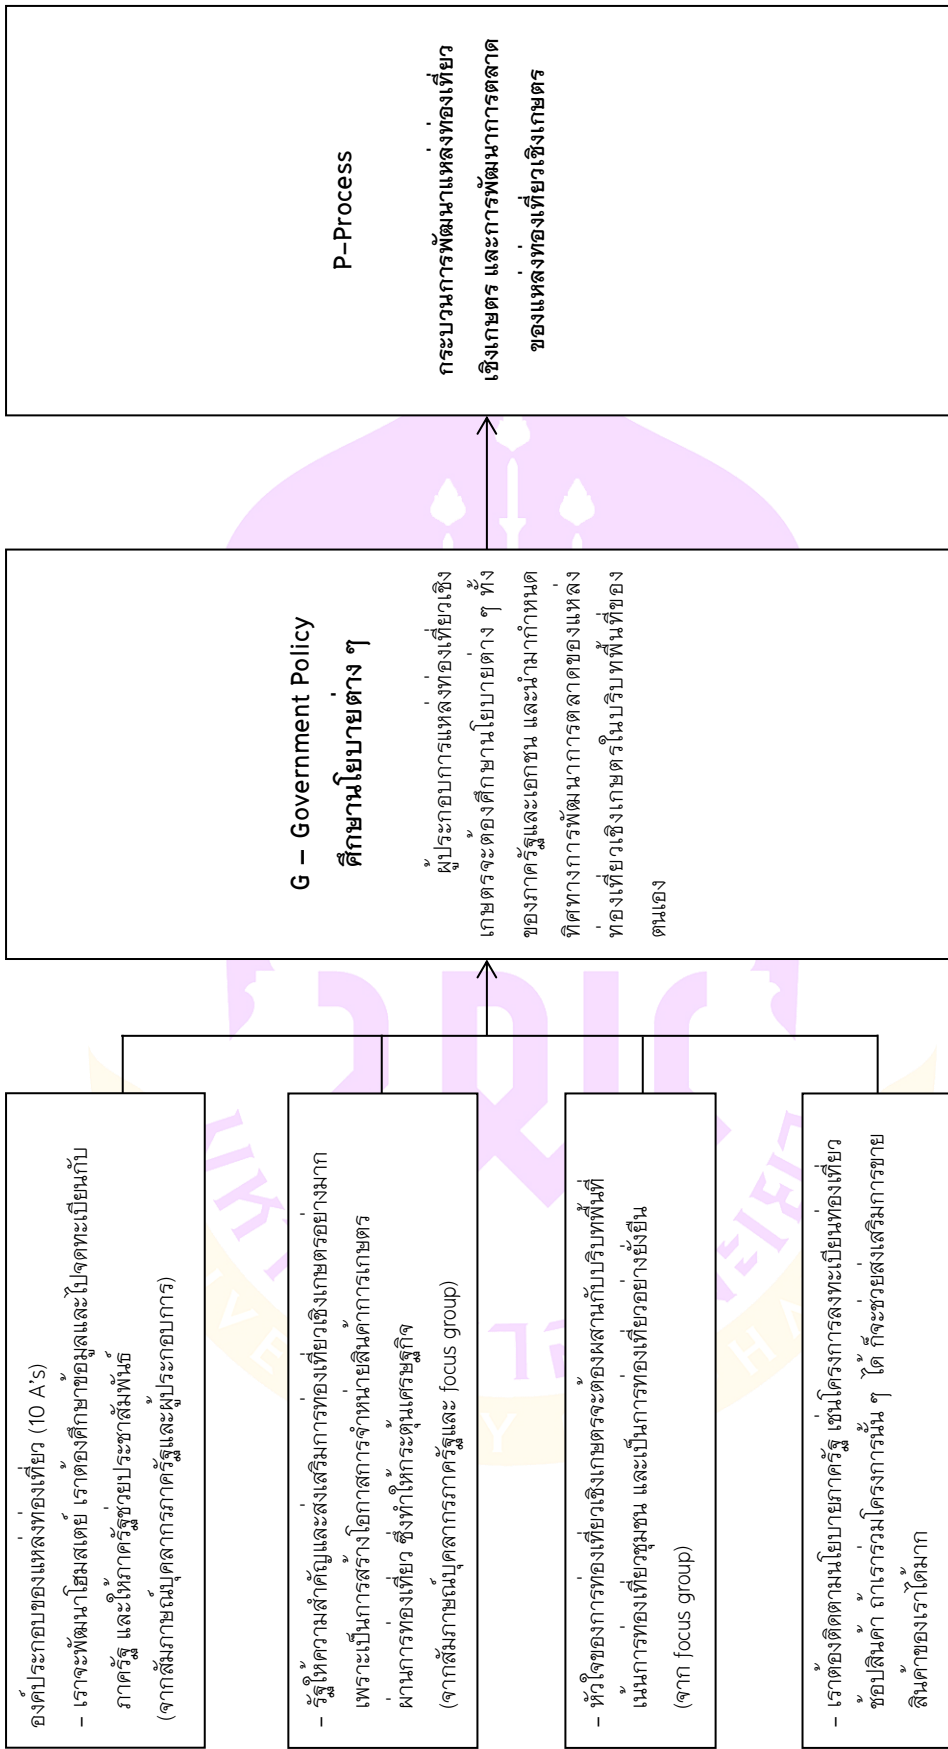 องค์ประกอบของแหล่งท่องเที่ยว (10 A's)
– เราจะพัฒนาโฮมสเตย์ เราต้องศึกษาข้อมูลและไปจดทะเบียนกับ
ภาครัฐ และให้ภาครัฐช่วยประชาสัมพันธ์
(จากสัมภาษณ์บุคลากรภาครัฐและผู้ประกอบการ)
– รัฐให้ความสำคัญและส่งเสริมการท่องเที่ยวเชิงเกษตรอย่างมาก
เพราะเป็นการสร้างโอกาสการจำหน่ายสินค้าการเกษตร
ผ่านการท่องเที่ยว ซึ่งทำให้กระตุ้นเศรษฐกิจ
(จากสัมภาษณ์บุคลากรภาครัฐและ focus group)
– หัวใจของการท่องเที่ยวเชิงเกษตรจะต้องผสานกับบริบทพื้นที่
เน้นการท่องเที่ยวชุมชน และเป็นการท่องเที่ยวอย่างยั่งยืน
(จาก focus group)
– เราต้องติดตามนโยบายภาครัฐ เช่นโครงการลงทะเบียนท่องเที่ยว
ช้อปสินค้า ถ้าเราร่วมโครงการนั้น ๆ ได้ ก็จะช่วยส่งเสริมการขาย
สินค้าของเราได้มาก
G – Government Policy
ศึกษานโยบายต่าง ๆ
ผู้ประกอบการแหล่งท่องเที่ยวเชิง
เกษตรจะต้องศึกษานโยบายต่าง ๆ ทั้ง
ของภาครัฐและเอกชน และนำมากำหนด
ทิศทางการพัฒนาการตลาดของแหล่ง
ท่องเที่ยวเชิงเกษตรในบริบทพื้นที่ของ
ตนเอง
P–Process
กระบวนการพัฒนาแหล่งท่องเที่ยว
เชิงเกษตร และการพัฒนาการตลาด
ของแหล่งท่องเที่ยวเชิงเกษตร